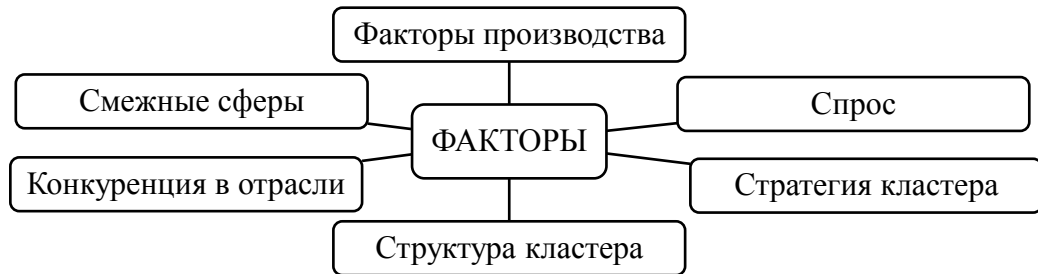 Факторы производства
Смежные сферы
Спрос
ФАКТОРЫ
Конкуренция в отрасли
Стратегия кластера
Структура кластера